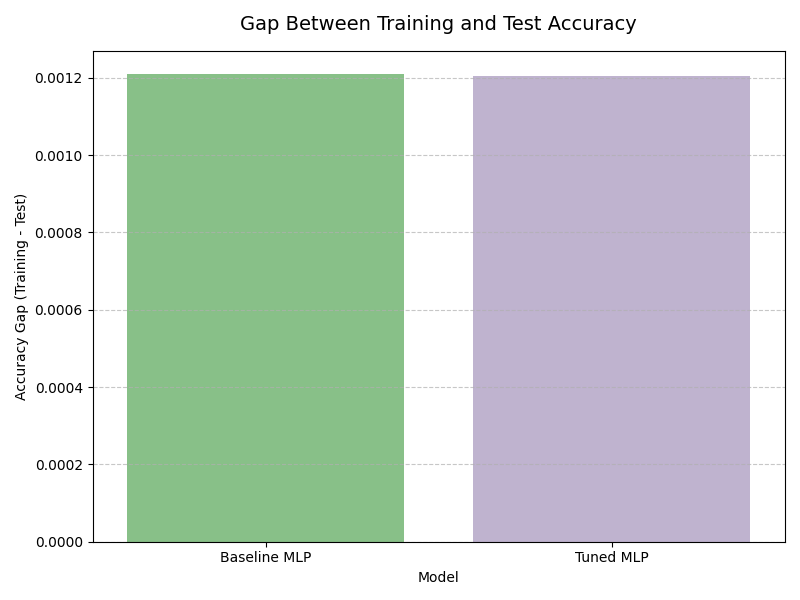 Gap Between Training and Test Accuracy
Accuracy Gap (Training - Test)
0.0012
0.0010
0.0008
0.0006
0.0004
0.0002
0.0000
Baseline MLP
Tuned MLP
Model